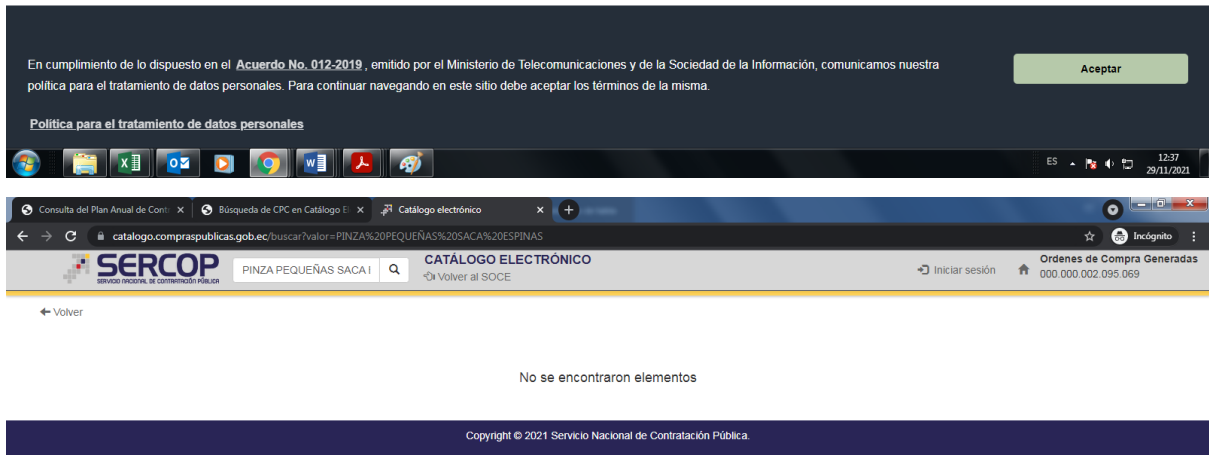 En cumplimiento de lo dispuesto en el Acuerdo No. 012-2019 , emitido por el Ministerio de Telecomunicaciones y de la Sociedad de la Información, comunicamos nuestra
política para el tratamiento de datos personales. Para continuar navegando en este sitio debe aceptar los términos de la misma.
Aceptar
Política para el tratamiento de datos personales
ES
12:37
29/11/2021
Consulta del Plan Anual de Cont
Búsqueda de CPC en Catálogo El
Catálogo electrónico
catalogo.compraspublicas.gob.ec/buscar?valor=PINZA%20PEQUEÑAS%20SACA%20ESPINAS
Incógnito
SERCOP
SERVICIO NACIONAL DE CONTRATACIÓN PÚBLICA
PINZA PEQUEÑAS SACA I
CATÁLOGO ELECTRÓNICO
Volver al SOCE
Iniciar sesión
Ordenes de Compra Generadas
000.000.002.095.069
Volver
No se encontraron elementos
Copyright © 2021 Servicio Nacional de Contratación Pública.